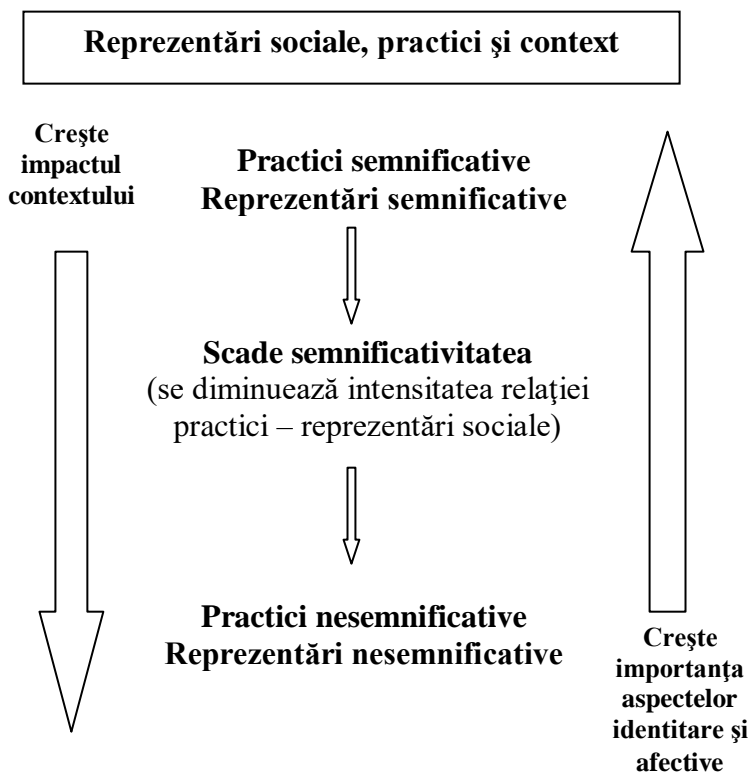 Reprezentări sociale, practici şi context
Creşte
impactul
contextului
Practici semnificative
Reprezentări semnificative
Scade semnificativitatea
(se diminuează intensitatea relaţiei
practici – reprezentări sociale)
Practici nesemnificative
Reprezentări nesemnificative
Creşte
importanţa
aspectelor
identitare şi
afective